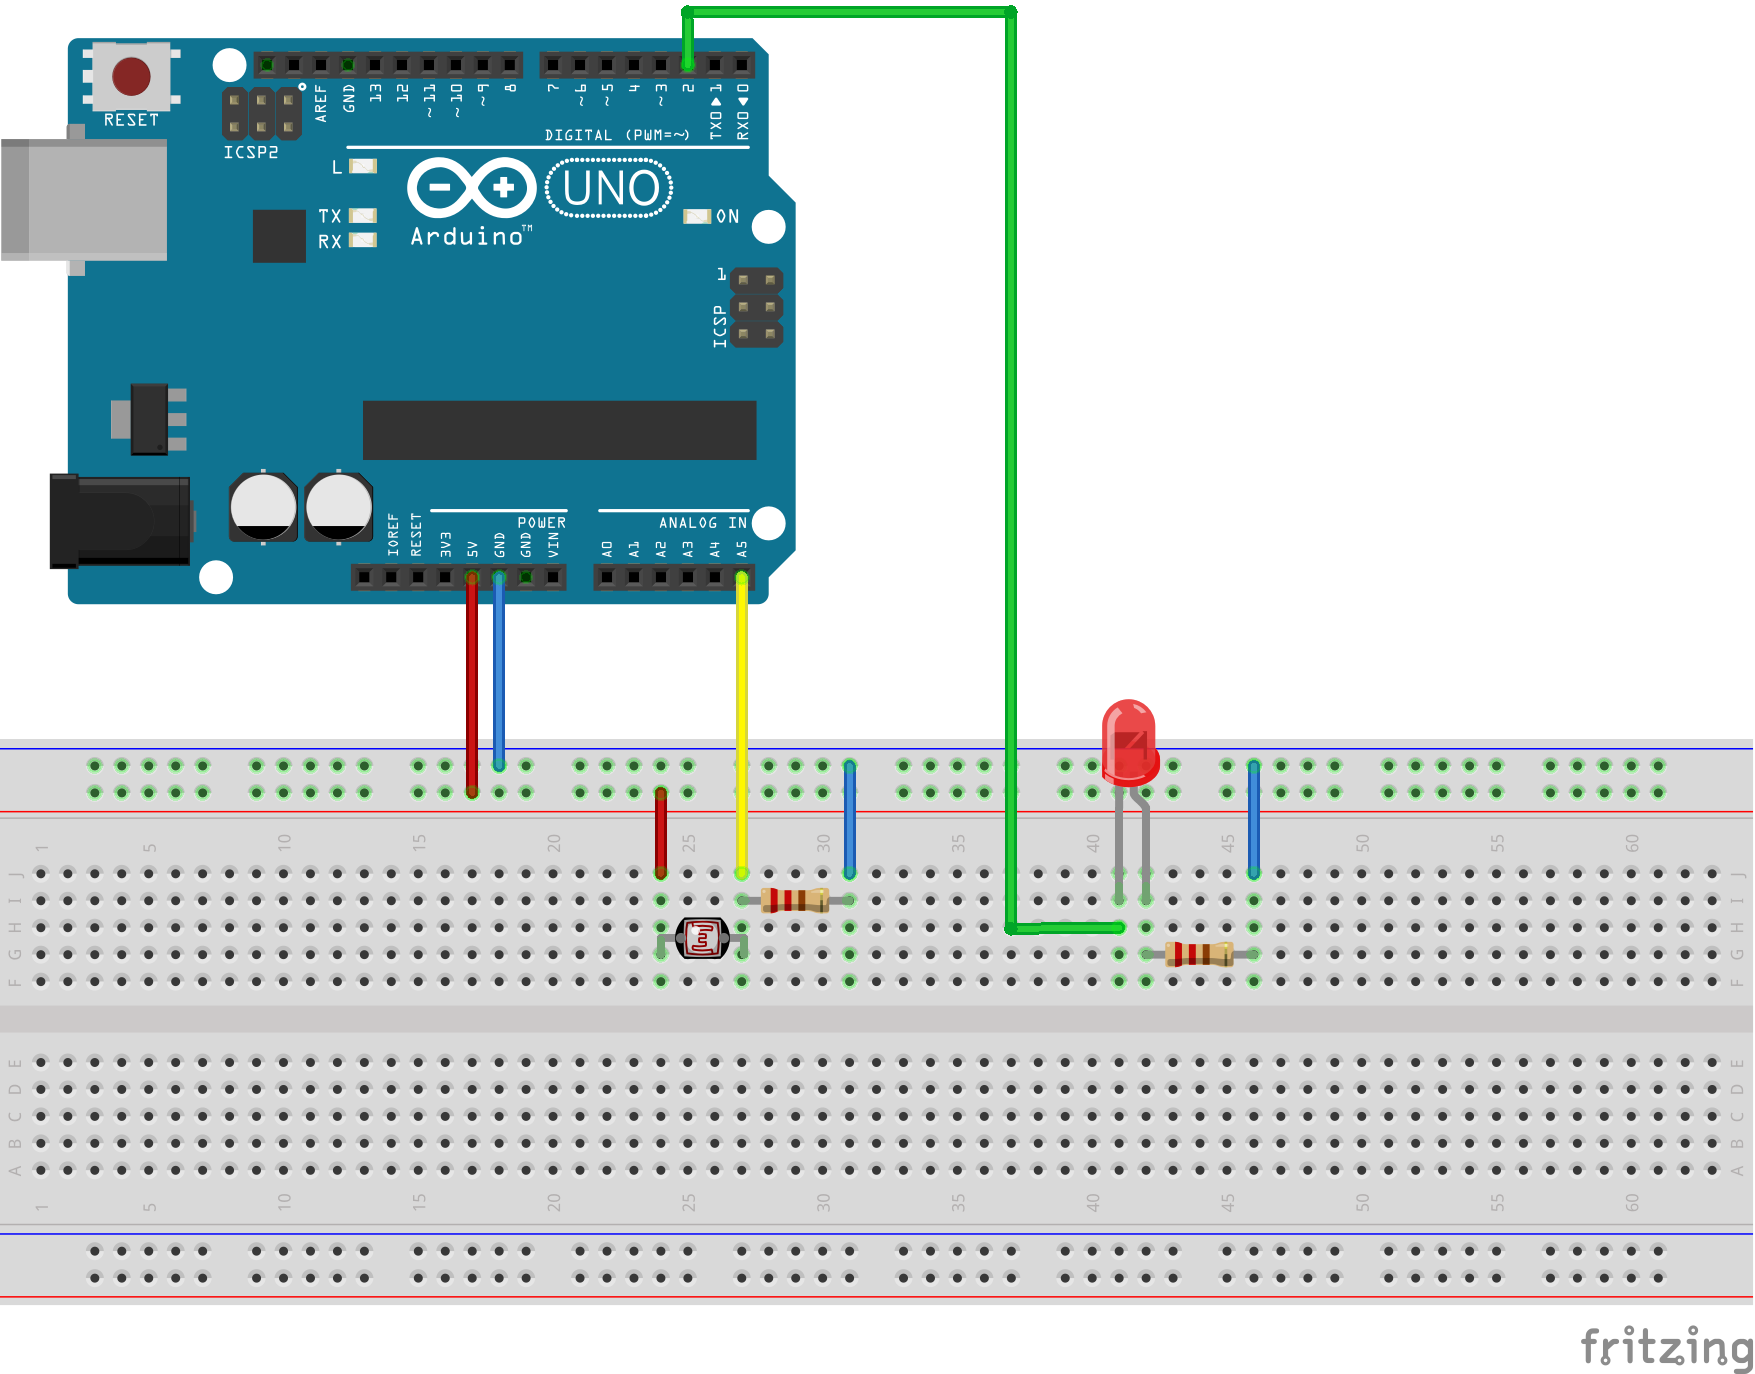 RESET
ICSP2
AREF
GND
13
12
~11
~10
~9
8
7
~6
~5
4
~3
2
TX0▶1
RX0◀0
DIGITAL (PWM=~)
L
TX
RX
UNO
Arduino™
ON
1
ICSP
IOREF
RESET
3V3
5V
GND
GND
VIN
POWER
A0
A1
A2
A3
A4
A5
ANALOG IN
1 5 10 15 20 25 30 35 40 45 50 55 60
J J
I I
H H
G G
F F
E E
D D
C C
B B
A A
1 5 10 15 20 25 30 35 40 45 50 55 60
fritzing